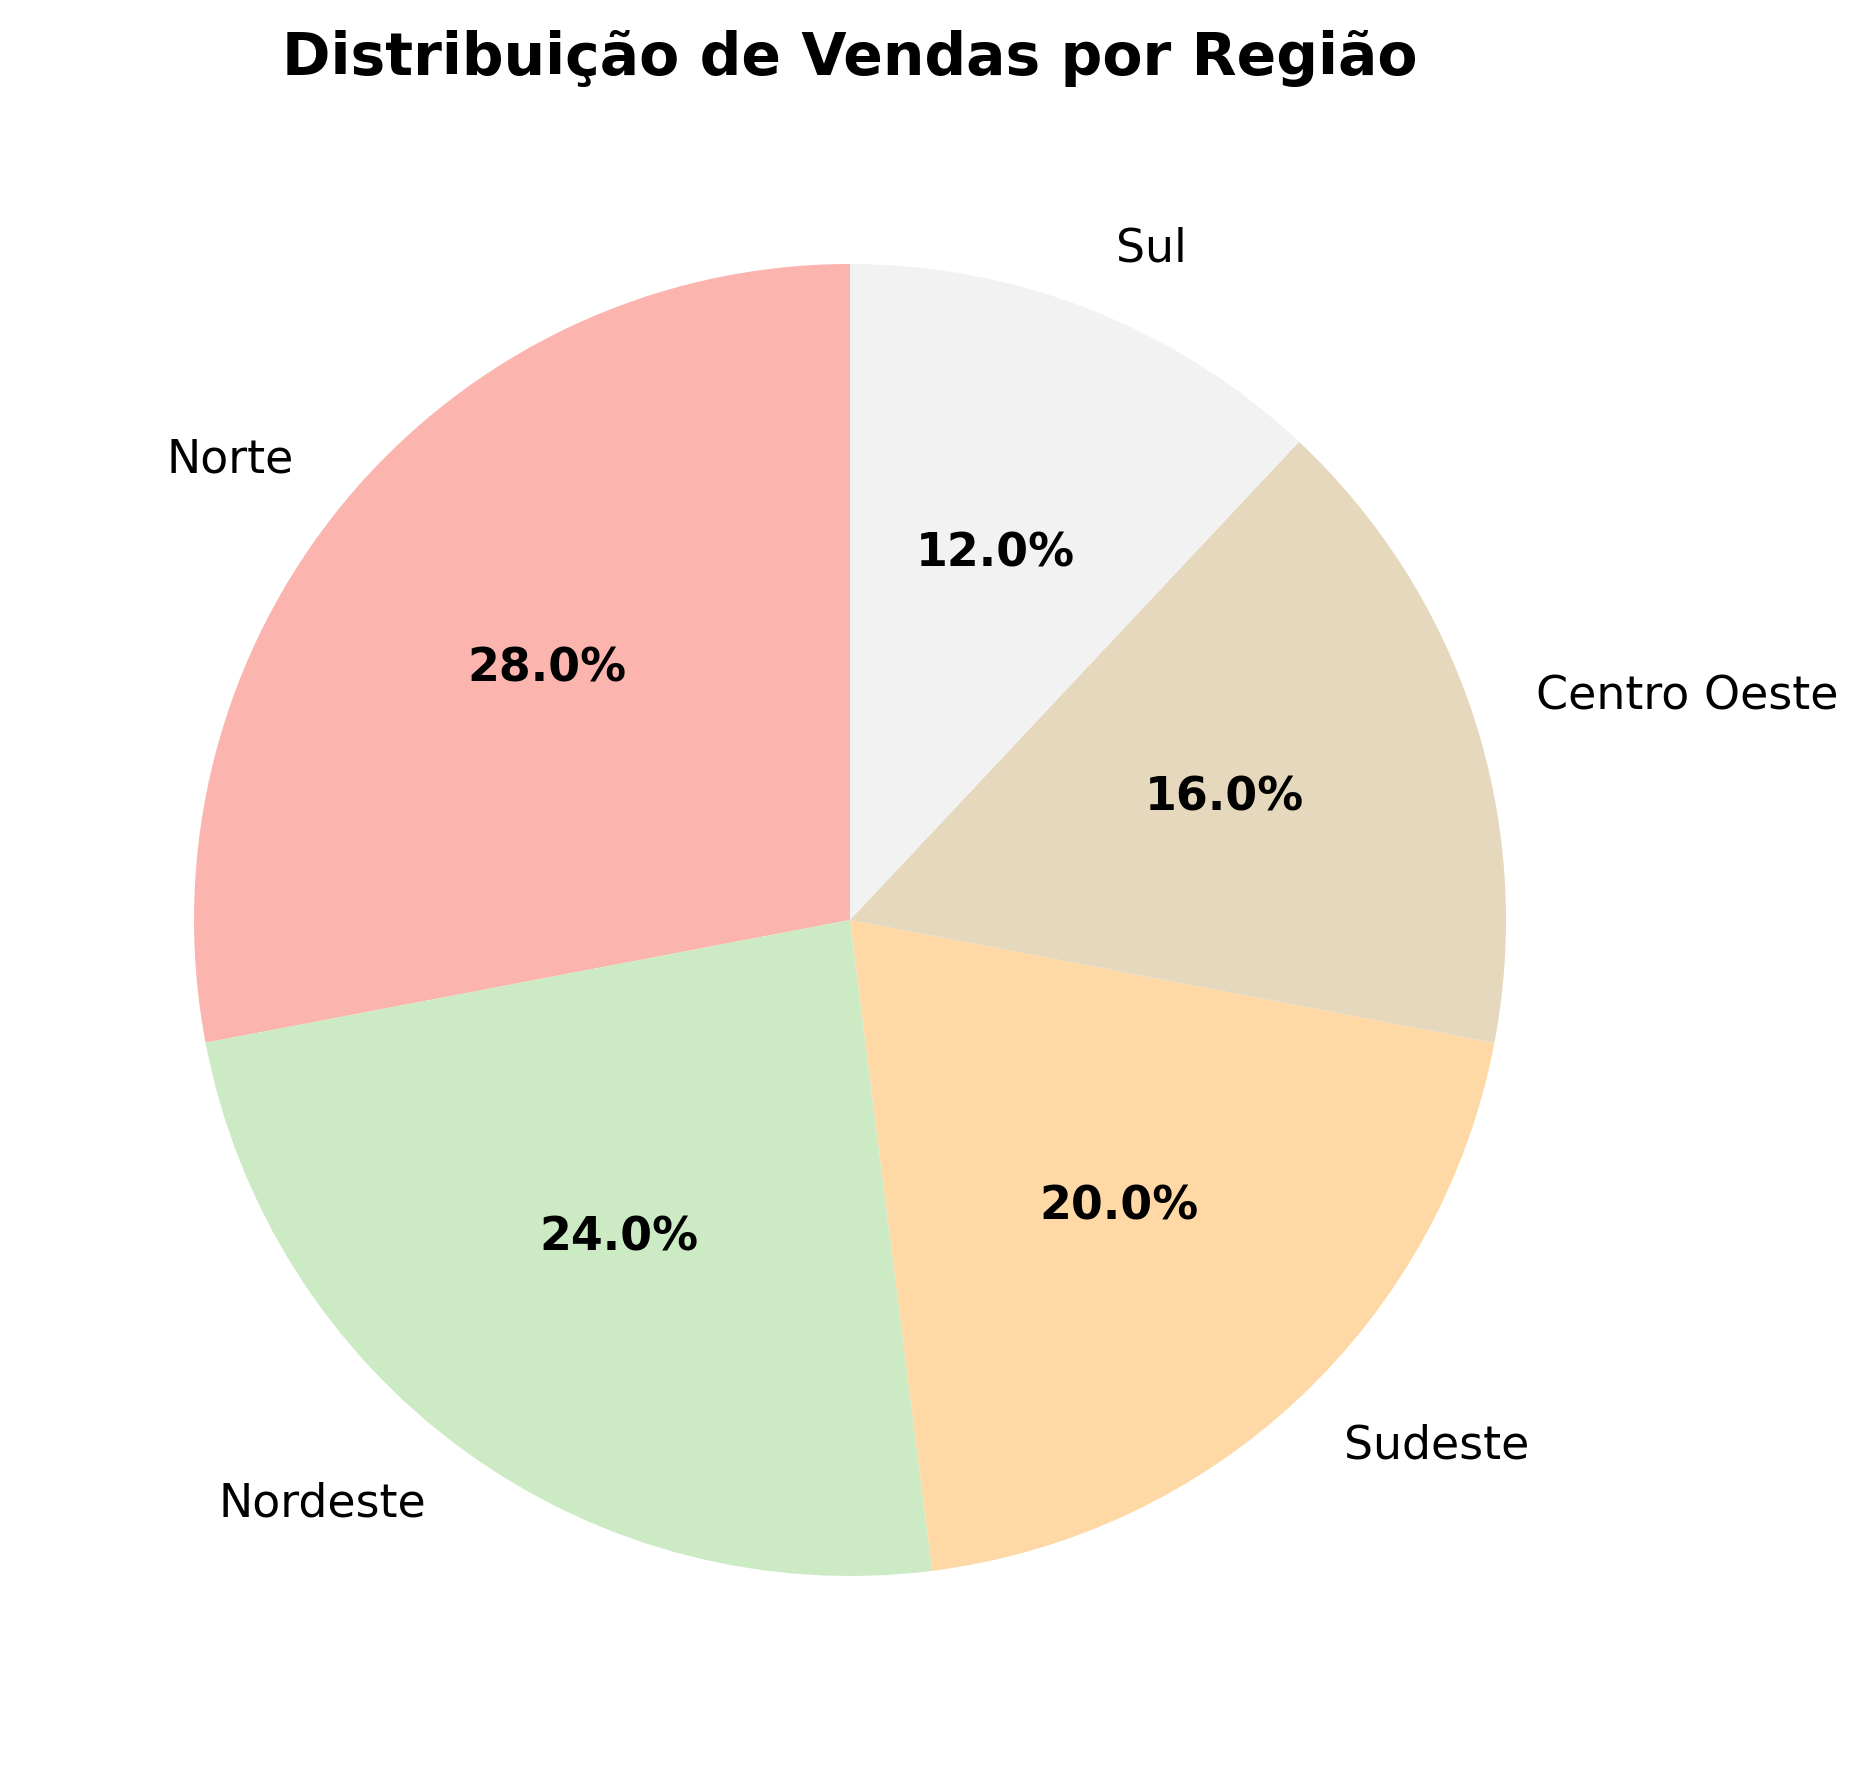 Distribuição de Vendas por Região
Sul
Norte
12.0%
28.0%
Centro Oeste
16.0%
20.0%
24.0%
Sudeste
Nordeste